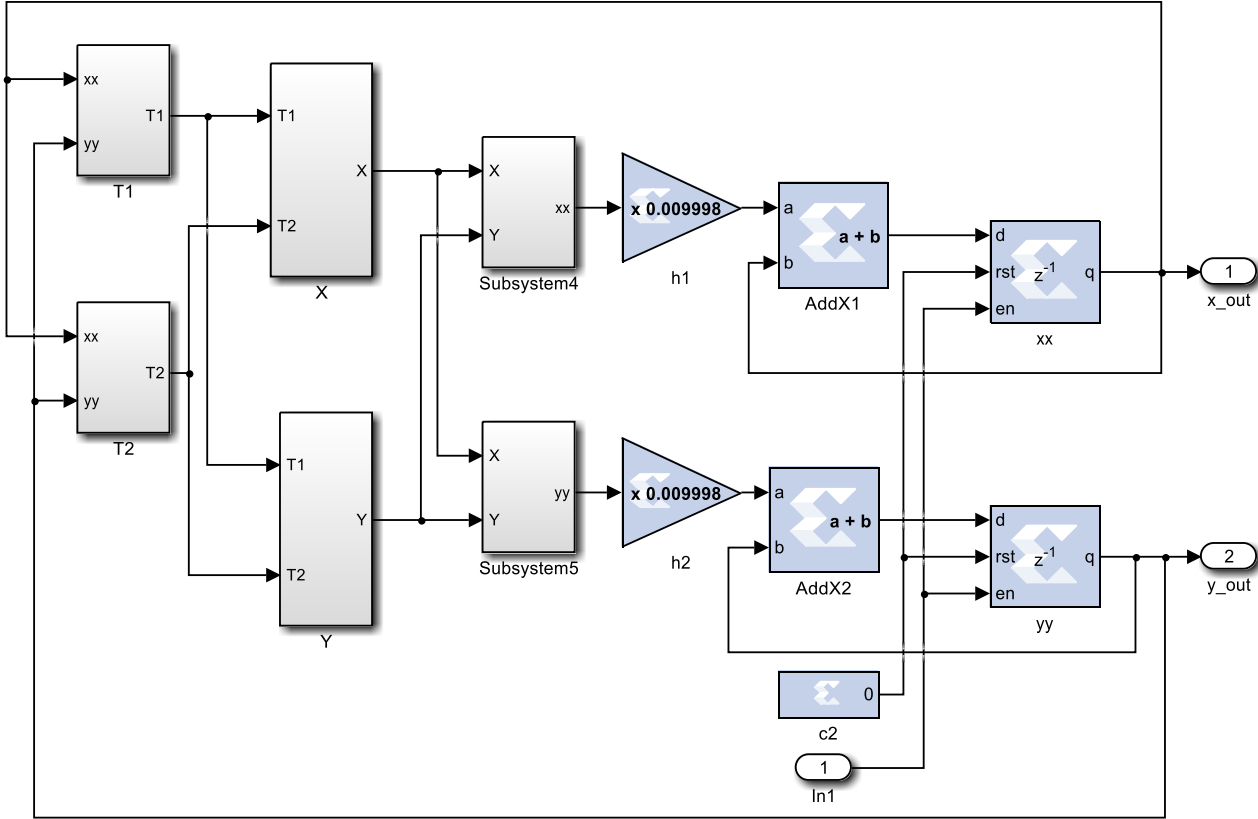 xx
yy
T1
T1
T1
T2
X
X
X
Y
xx
Subsystem4
x 0.009998
h1
a
b
a + b
AddX1
d
rst
en
z-1
q
xx
1
x_out
xx
yy
T2
T2
T1
T2
Y
Y
X
Y
yy
Subsystem5
x 0.009998
h2
a
b
a + b
AddX2
d
rst
en
z-1
q
yy
2
y_out
0
c2
1
In1